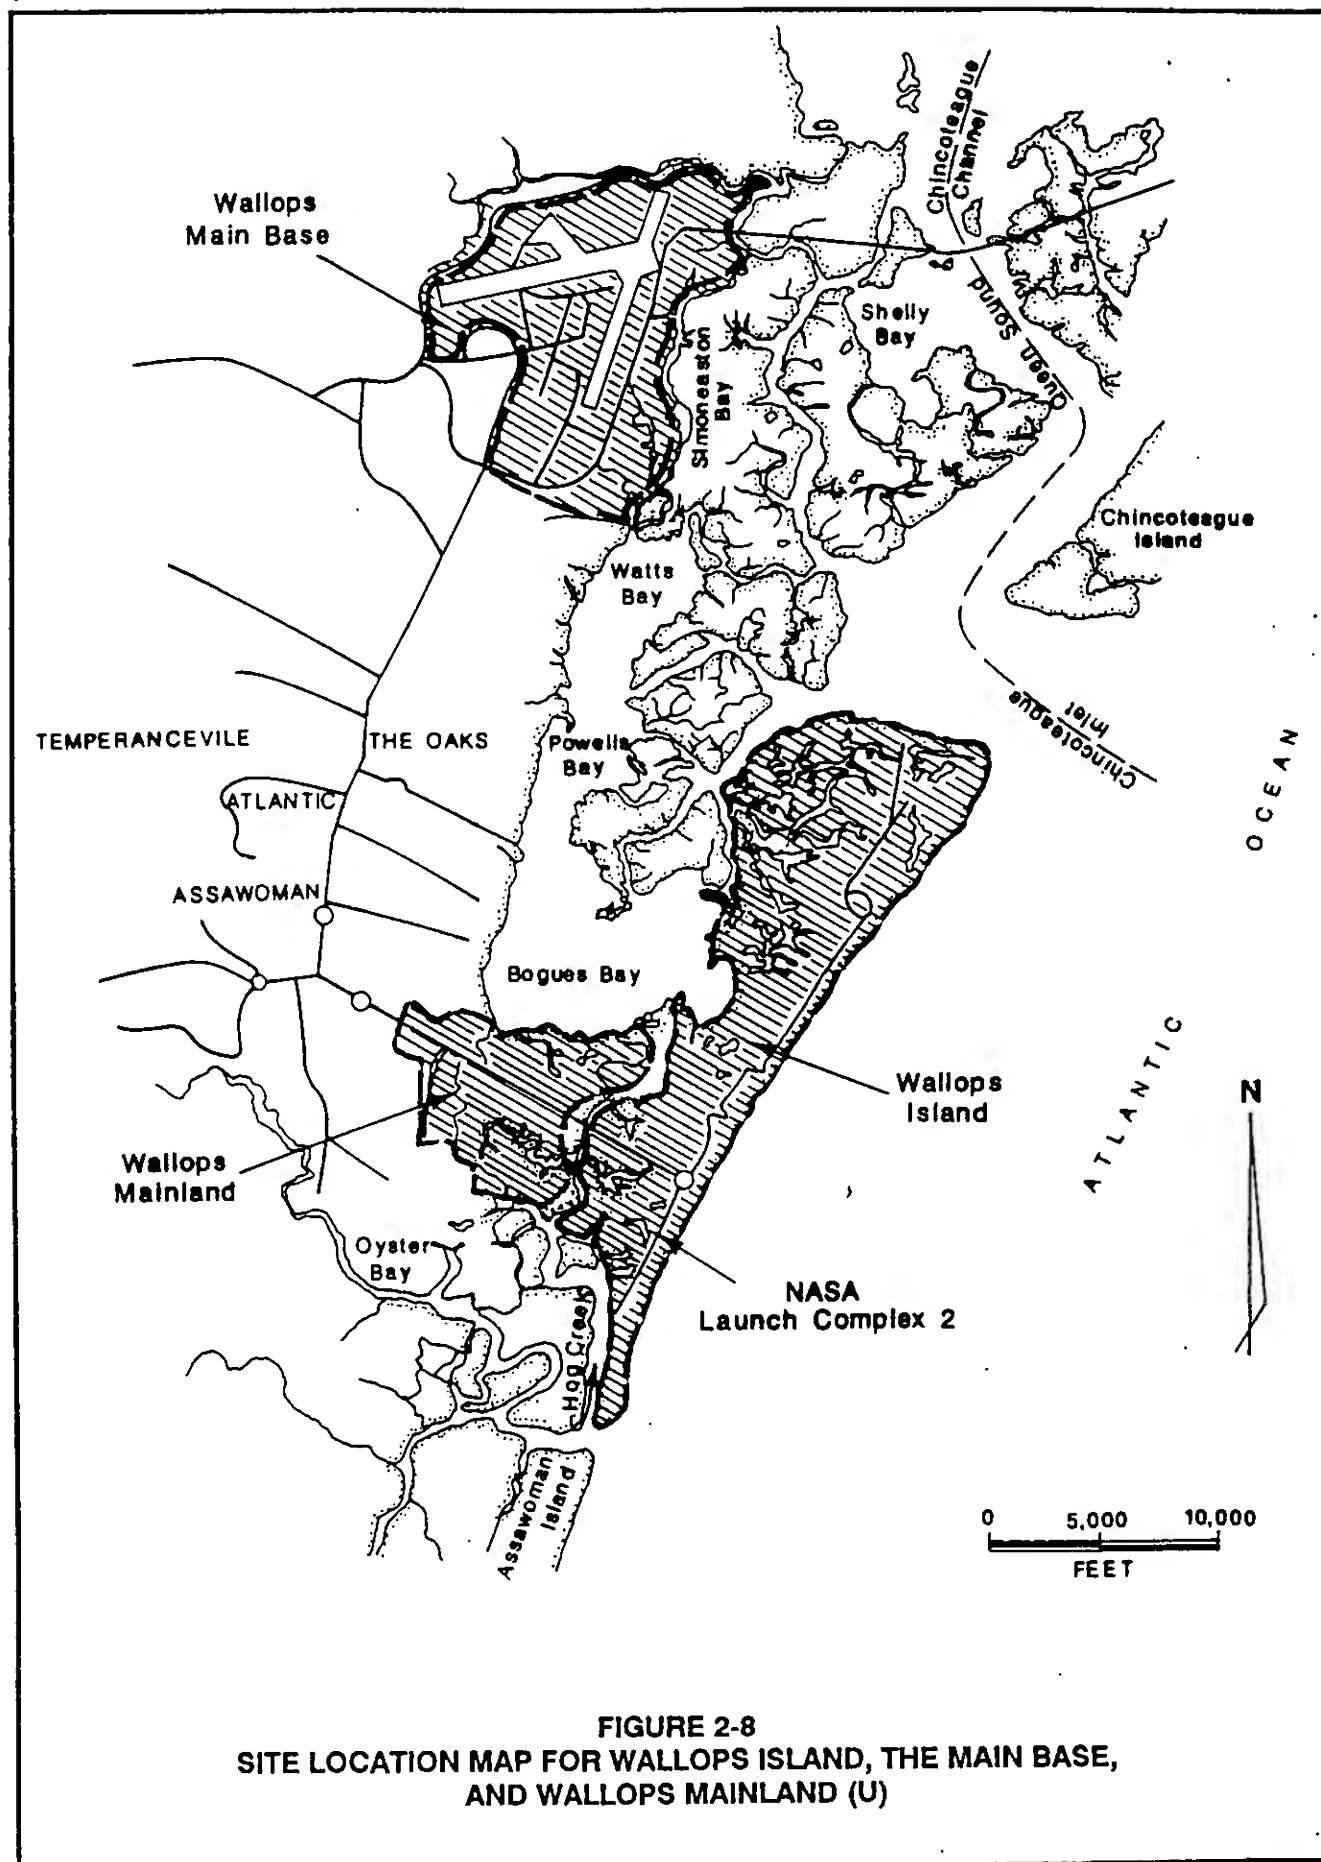 Chincoteague
Channel
Wallops
Main Base
Queen Sound
Shelly
Bay
Simoneaston
Bay
Chincoteague
Island
Watts
Bay
Chincoteague
Inlet
TEMPERANCEVILE
THE OAKS
Powells
Bay
ATLANTIC
ASSAWOMAN
Bogues Bay
ATLANTIC OCEAN
Wallops
Island
N
Wallops
Mainland
Oyster
Bay
NASA
Launch Complex 2
Hog Creek
Assawoman
Island
0 5,000 10,000
FEET
FIGURE 2-8
SITE LOCATION MAP FOR WALLOPS ISLAND, THE MAIN BASE,
AND WALLOPS MAINLAND (U)